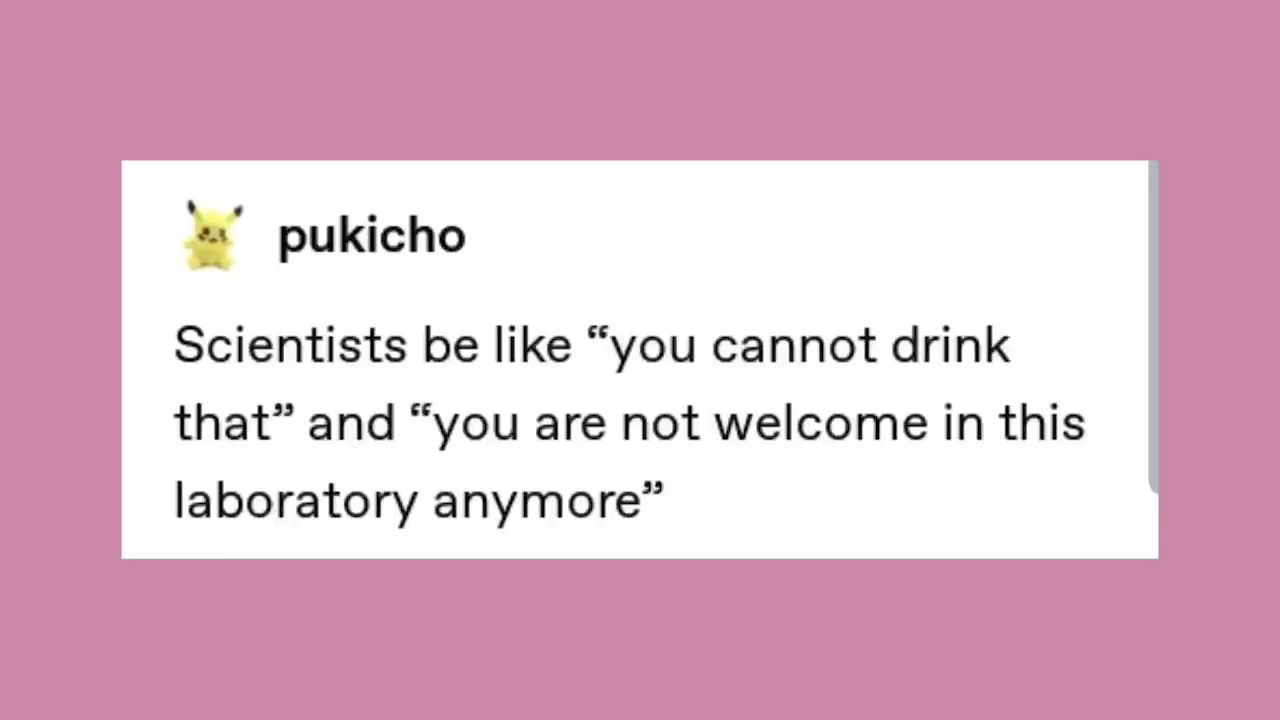 pukicho
Scientists be like “you cannot drink
that” and “you are not welcome in this
laboratory anymore”